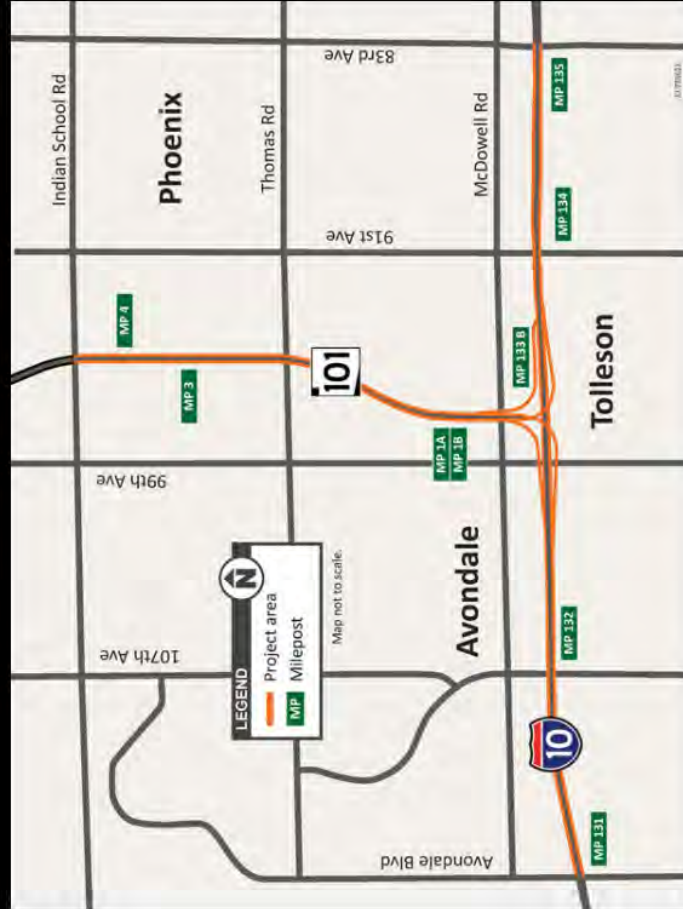 Indian School Rd
MP 4
Phoenix
MP 3
99th Ave
107th Ave
LEGEND
N
Project area
MP Milepost
Map not to scale.
Thomas Rd
101
83rd Ave
91st Ave
Avondale Blvd
Avondale
MP 1A
MP 1B
McDowell Rd
MP 133 B
10
MP 131
MP 132
MP 134
MP 135
Tolleson